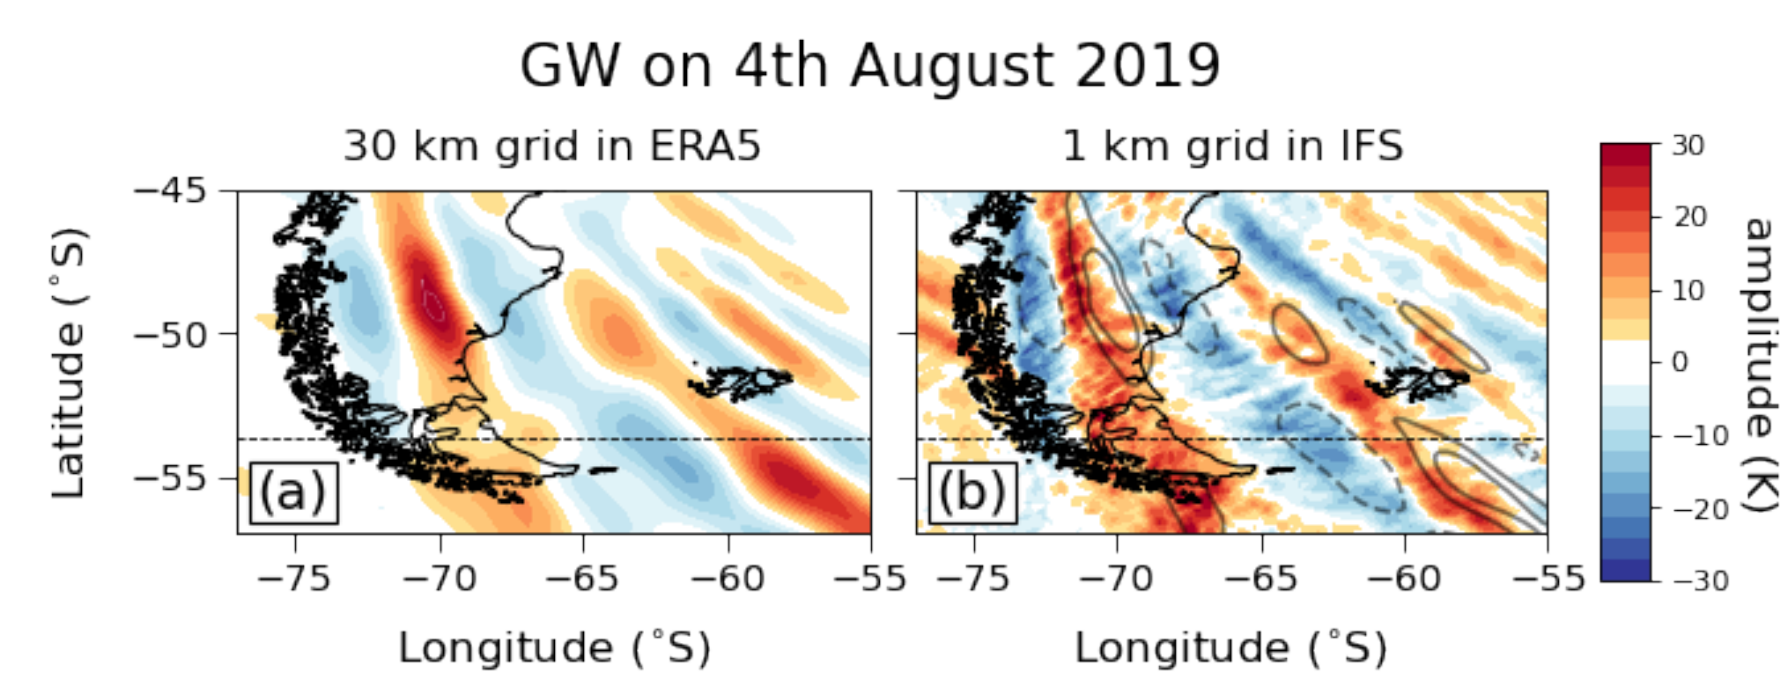 GW on 4th August 2019
30 km grid in ERA5
1 km grid in IFS
Latitude (˚S)
−45
−50
−55
(a)
−75 −70 −65 −60 −55
Longitude (˚S)
(b)
−75 −70 −65 −60 −55
Longitude (˚S)
30
20
10
0
−10
−20
−30
amplitude (K)